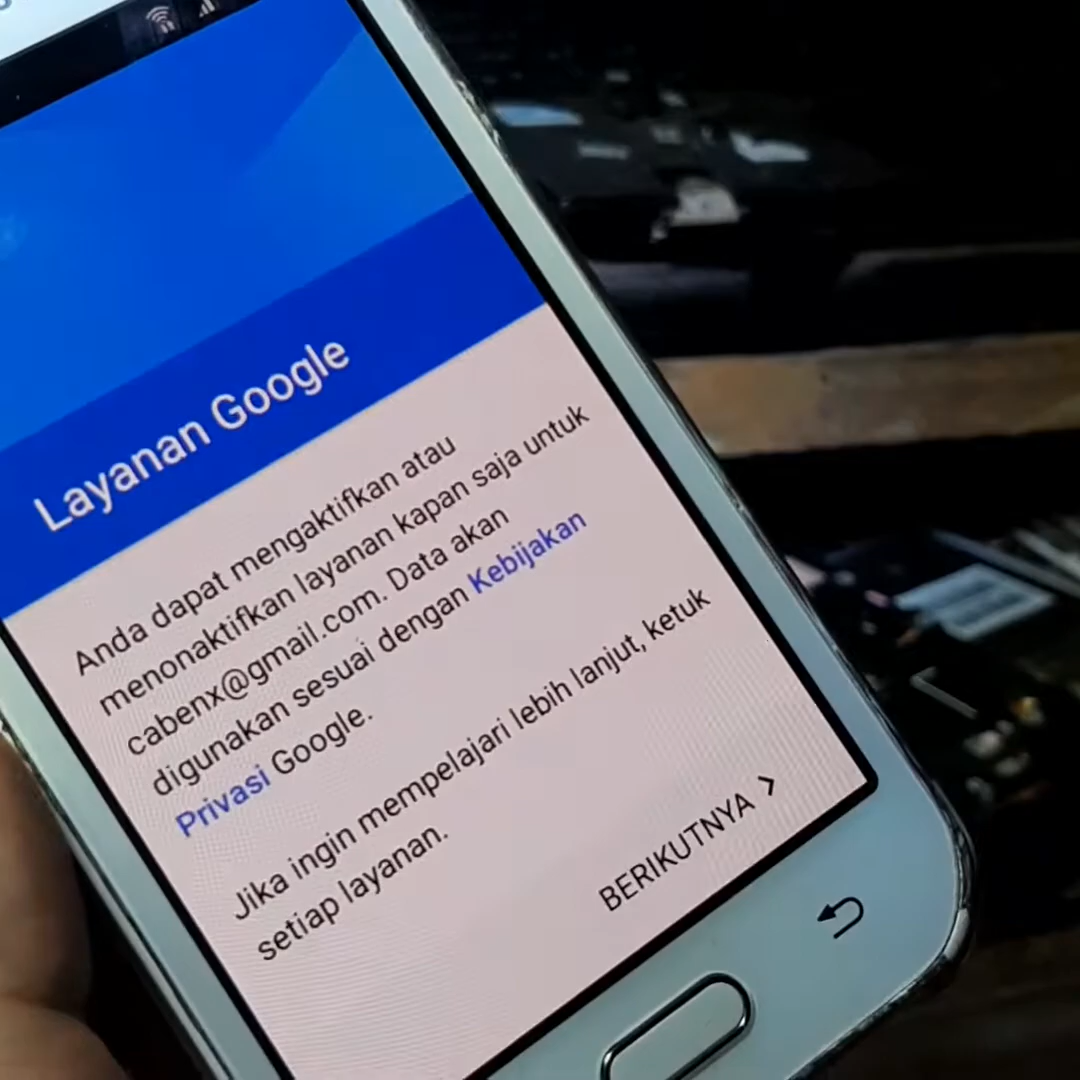 Layanan Google
Anda dapat mengaktifkan atau
menonaktifkan layanan kapan saja untuk
cabenx@gmail.com. Data akan
digunakan sesuai dengan Kebijakan
Privasi Google.
Jika ingin mempelajari lebih lanjut, ketuk
setiap layanan.
BERIKUTNYA >